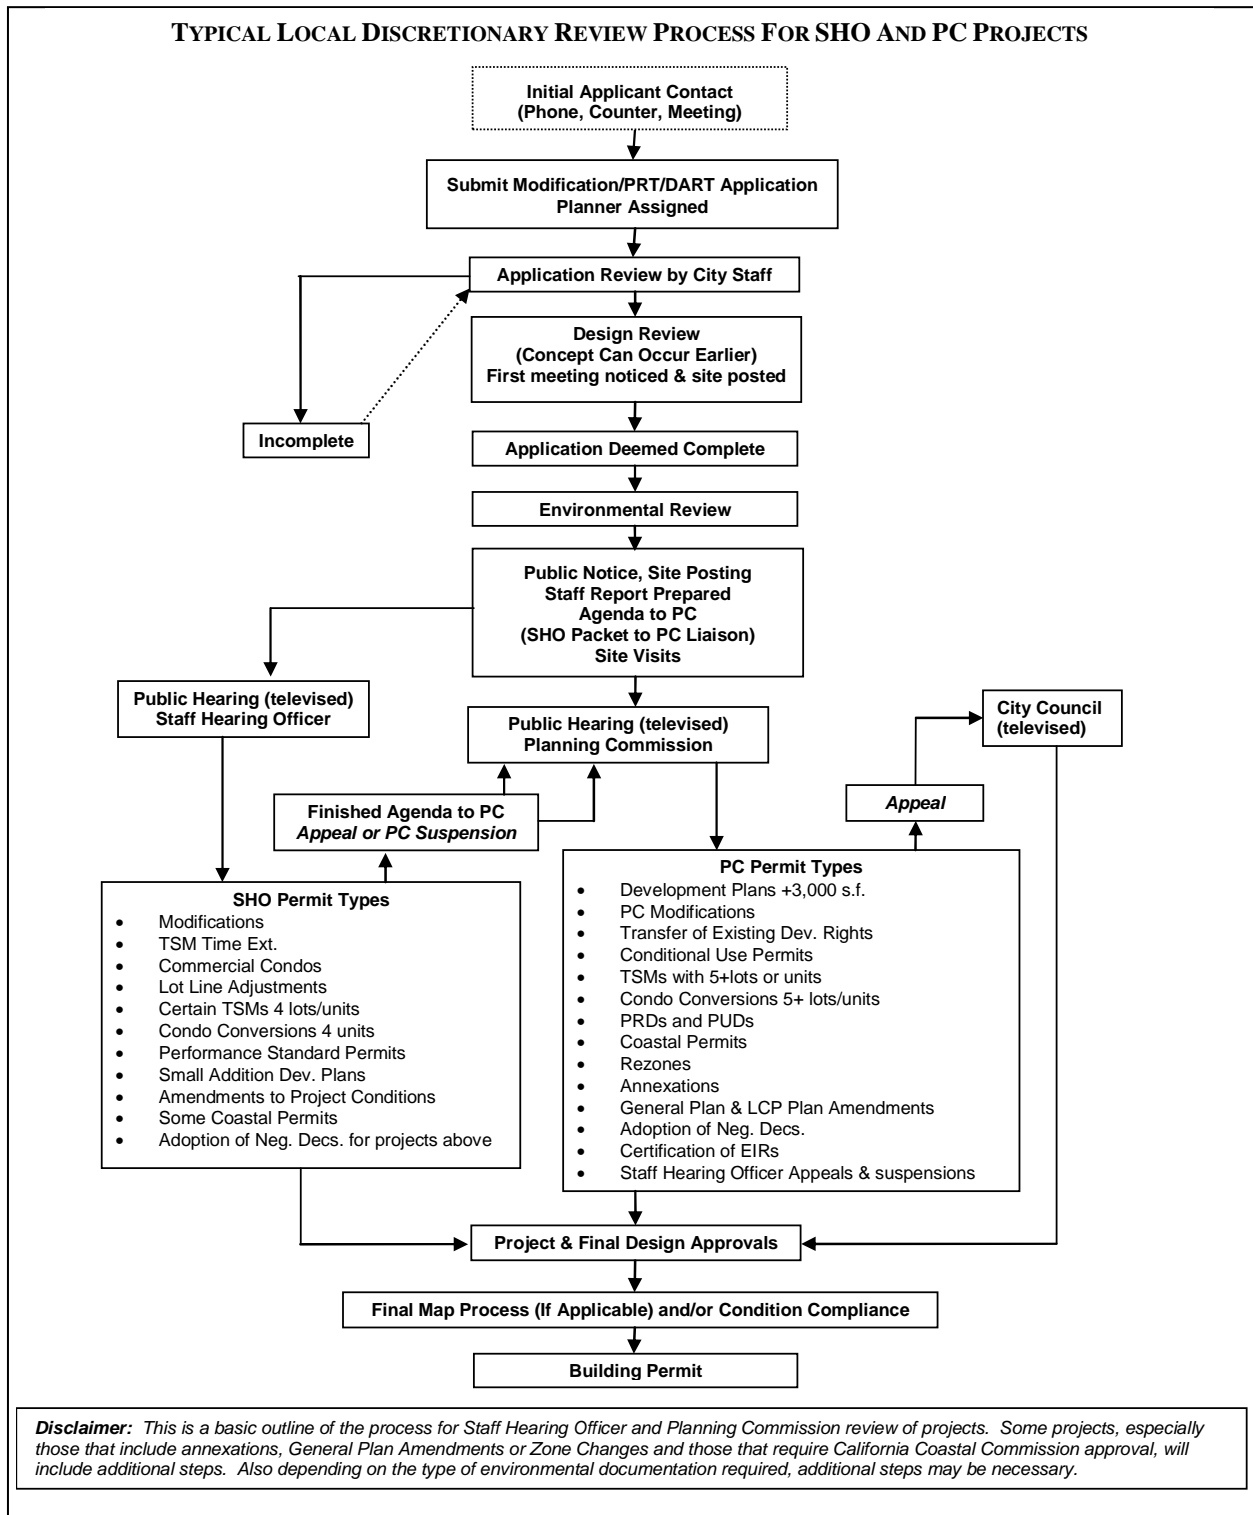 TYPICAL LOCAL DISCRETIONARY REVIEW PROCESS FOR SHO AND PC PROJECTS
Initial Applicant Contact
(Phone, Counter, Meeting)
Submit Modification/PRT/DART Application
Planner Assigned
Application Review by City Staff
Design Review
(Concept Can Occur Earlier)
First meeting noticed & site posted
Incomplete
Application Deemed Complete
Environmental Review
Public Notice, Site Posting
Staff Report Prepared
Agenda to PC
(SHO Packet to PC Liaison)
Site Visits
Public Hearing (televised)
Staff Hearing Officer
Public Hearing (televised)
Planning Commission
City Council
(televised)
Finished Agenda to PC
Appeal or PC Suspension
Appeal
SHO Permit Types
• Modifications
• TSM Time Ext.
• Commercial Condos
• Lot Line Adjustments
• Certain TSMs 4 lots/units
• Condo Conversions 4 units
• Performance Standard Permits
• Small Addition Dev. Plans
• Amendments to Project Conditions
• Some Coastal Permits
• Adoption of Neg. Decs. for projects above
PC Permit Types
• Development Plans +3,000 s.f.
• PC Modifications
• Transfer of Existing Dev. Rights
• Conditional Use Permits
• TSMs with 5+lots or units
• Condo Conversions 5+ lots/units
• PRDs and PUDs
• Coastal Permits
• Rezones
• Annexations
• General Plan & LCP Plan Amendments
• Adoption of Neg. Decs.
• Certification of EIRs
• Staff Hearing Officer Appeals & suspensions
Project & Final Design Approvals
Final Map Process (If Applicable) and/or Condition Compliance
Building Permit
Disclaimer: This is a basic outline of the process for Staff Hearing Officer and Planning Commission review of projects. Some projects, especially
those that include annexations, General Plan Amendments or Zone Changes and those that require California Coastal Commission approval, will
include additional steps. Also depending on the type of environmental documentation required, additional steps may be necessary.